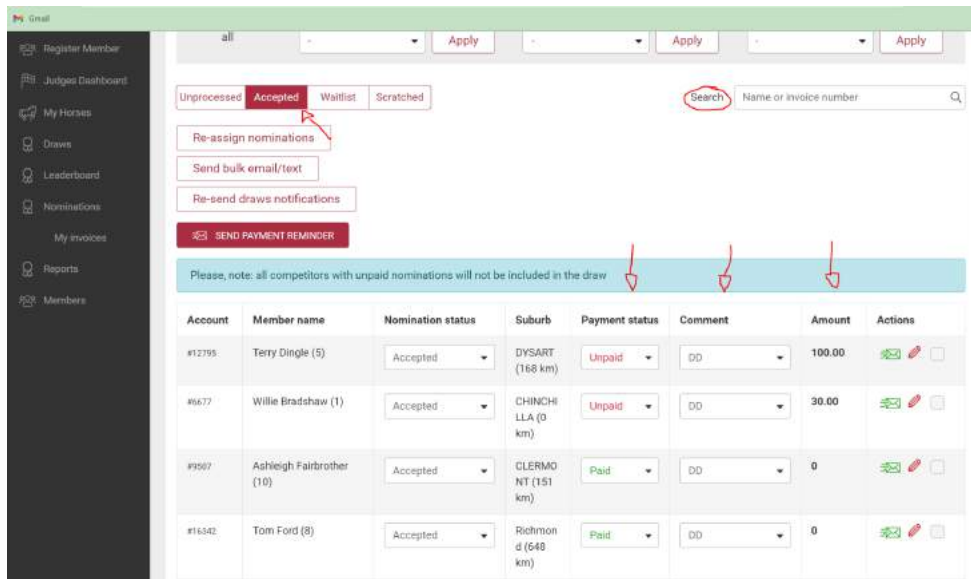 Gmail
Register Member
Judges Dashboard
My Horses
Draws
Leaderboard
Nominations
My invoices
Reports
Members
all - Apply - Apply - Apply
Unprocessed Accepted Waitlist Scratched Search Name or invoice number
Re-assign nominations
Send bulk email/text
Re-send draws notifications
SEND PAYMENT REMINDER
Please, note: all competitors with unpaid nominations will not be included in the draw
Account Member name Nomination status Suburb Payment status Comment Amount Actions
#12795 Terry Dingle (5) Accepted DYSART Unpaid DD 100.00
(168 km)
#6677 Willie Bradshaw (1) Accepted CHINCHI Unpaid DD 30.00
LLA (0
km)
#9507 Ashleigh Fairbrother Accepted CLERMO Paid DD 0
(10) NT (151
km)
#16342 Tom Ford (8) Accepted Richmon Paid DD 0
d (648
km)